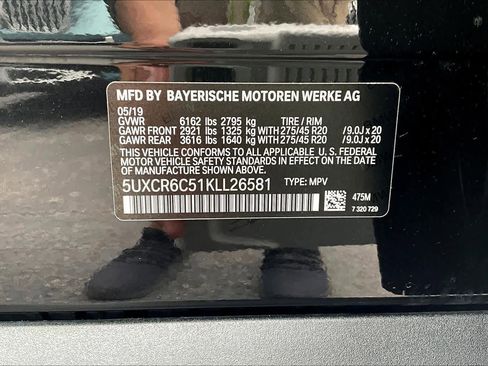 MFD BY BAYERISCHE MOTOREN WERKE AG
05/19
GVWR 6162 lbs 2795 kg TIRE / RIM
GAWR FRONT 2921 lbs 1325 kg WITH 275/45 R20 / 9.0J x 20
GAWR REAR 3616 lbs 1640 kg WITH 275/45 R20 / 9.0J x 20
THIS VEHICLE CONFORMS TO ALL APPLICABLE U.S. FEDERAL
MOTOR VEHICLE SAFETY STANDARDS IN EFFECT ON THE DATE OF
MANUFACTURE SHOWN ABOVE.
5UXCR6C51KLL26581 TYPE: MPV
475M
7 320 729